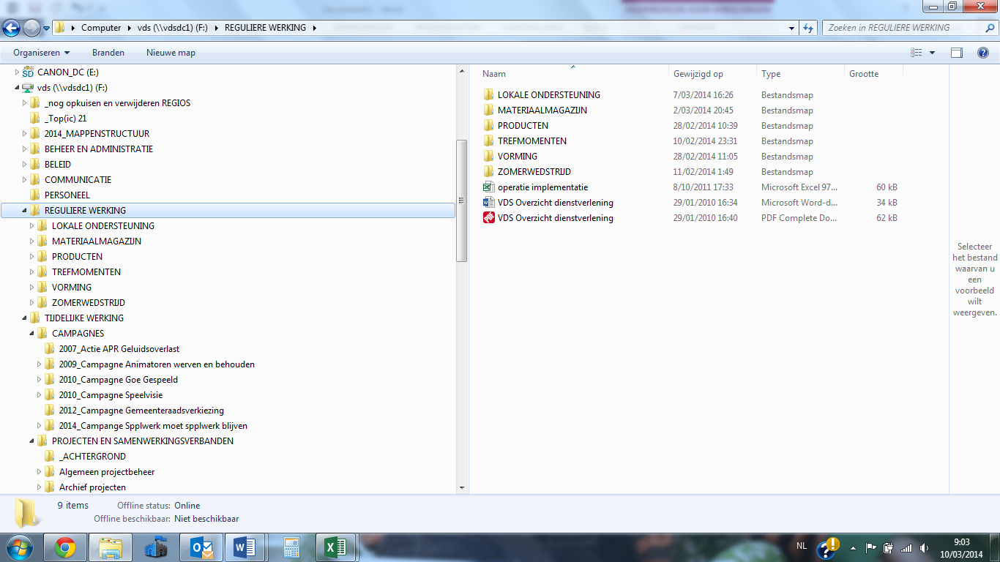 Computer vds (\\vdsdc1) (F:) REGULIERE WERKING
Zoeken in REGULIERE WERKING
Organiseren Branden Nieuwe map
CANON_DC (E:)
vds (\\vdsdc1) (F:)
_nog opkuisen en verwijderen REGIOS
_Top(ic) 21
2014_MAPPENSTRUCTUUR
BEHEER EN ADMINISTRATIE
BELEID
COMMUNICATIE
PERSONEEL
REGULIERE WERKING
LOKALE ONDERSTEUNING
MATERIAALMAGAZIJN
PRODUCTEN
TREFMOMENTEN
VORMING
ZOMERWEDSTRIJD
TIJDELIJKE WERKING
CAMPAGNES
2007_Actie APR Geluidsoverlast
2009_Campagne Animatoren werven en behouden
2010_Campagne Goe Gespeeld
2010_Campagne Speelvisie
2012_Campagne Gemeenteraadsverkiezing
2014_Campange Spplwerk moet spplwerk blijven
PROJECTEN EN SAMENWERKINGSVERBANDEN
_ACHTERGROND
Algemeen projectbeheer
Archief projecten
Naam Gewijzigd op Type Grootte
LOKALE ONDERSTEUNING 7/03/2014 16:26 Bestandsmap
MATERIAALMAGAZIJN 2/03/2014 20:45 Bestandsmap
PRODUCTEN 28/02/2014 10:39 Bestandsmap
TREFMOMENTEN 10/02/2014 23:31 Bestandsmap
VORMING 28/02/2014 11:05 Bestandsmap
ZOMERWEDSTRIJD 11/02/2014 1:49 Bestandsmap
operatie implementatie 8/10/2011 17:33 Microsoft Excel 97... 60 kB
VDS Overzicht dienstverlening 29/01/2010 16:34 Microsoft Word-d... 34 kB
VDS Overzicht dienstverlening 29/01/2010 16:40 PDF Complete Do... 62 kB
Selecteer
het bestand
waarvan u
een
voorbeeld
wilt
weergeven.
9 items Offline status: Online
Offline beschikbaar: Niet beschikbaar
NL
9:03
10/03/2014